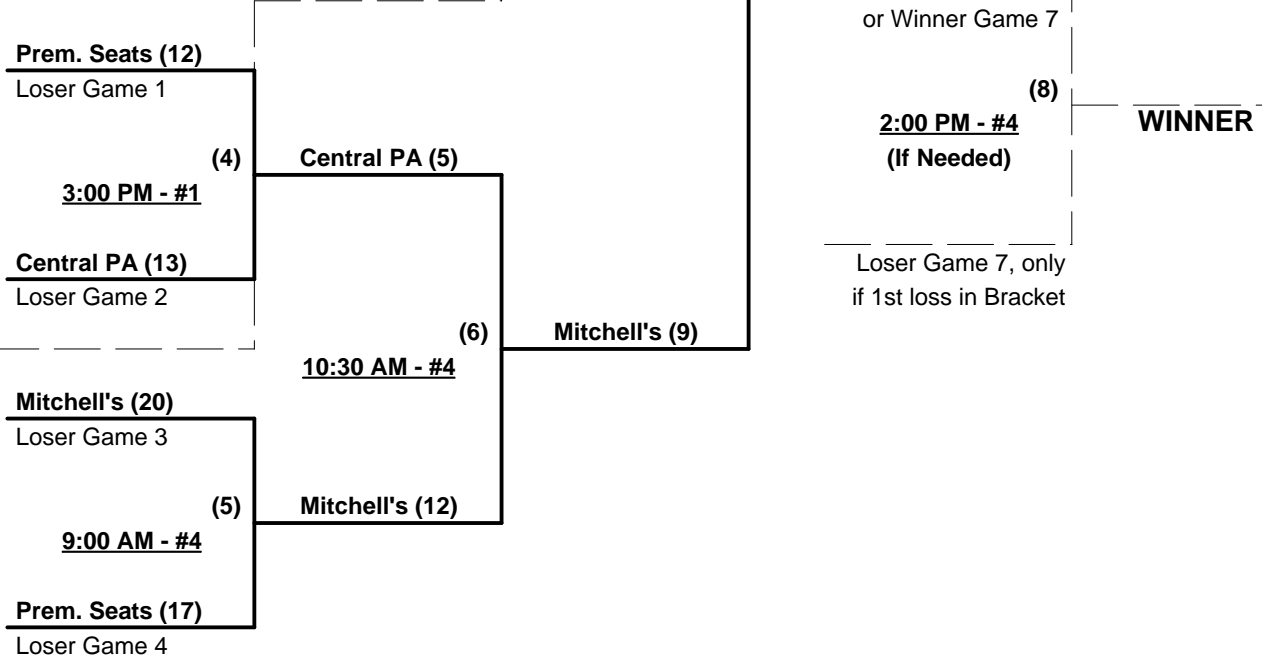 or Winner Game 7
Prem. Seats (12)
Loser Game 1
(8)
2:00 PM - #4
WINNER
(If Needed)
(4)
Central PA (5)
3:00 PM - #1
Central PA (13)
Loser Game 2
Loser Game 7, only
if 1st loss in Bracket
(6)
Mitchell's (9)
10:30 AM - #4
Mitchell's (20)
Loser Game 3
(5)
Mitchell's (12)
9:00 AM - #4
Prem. Seats (17)
Loser Game 4